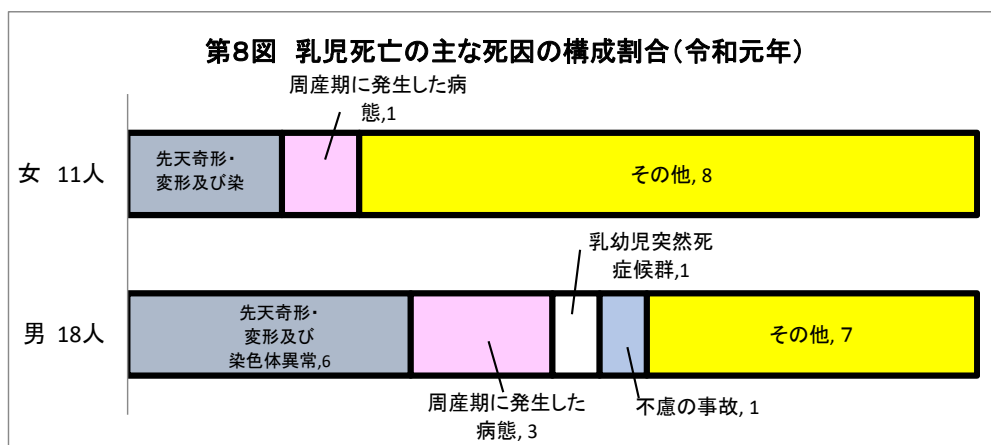 第8図 乳児死亡の主な死因の構成割合(令和元年)
周産期に発生した病
態,1
女 11人
先天奇形・
変形及び染
その他, 8
乳幼児突然死
症候群,1
男 18人
先天奇形・
変形及び
染色体異常,6
その他, 7
周産期に発生した
病態, 3
不慮の事故, 1